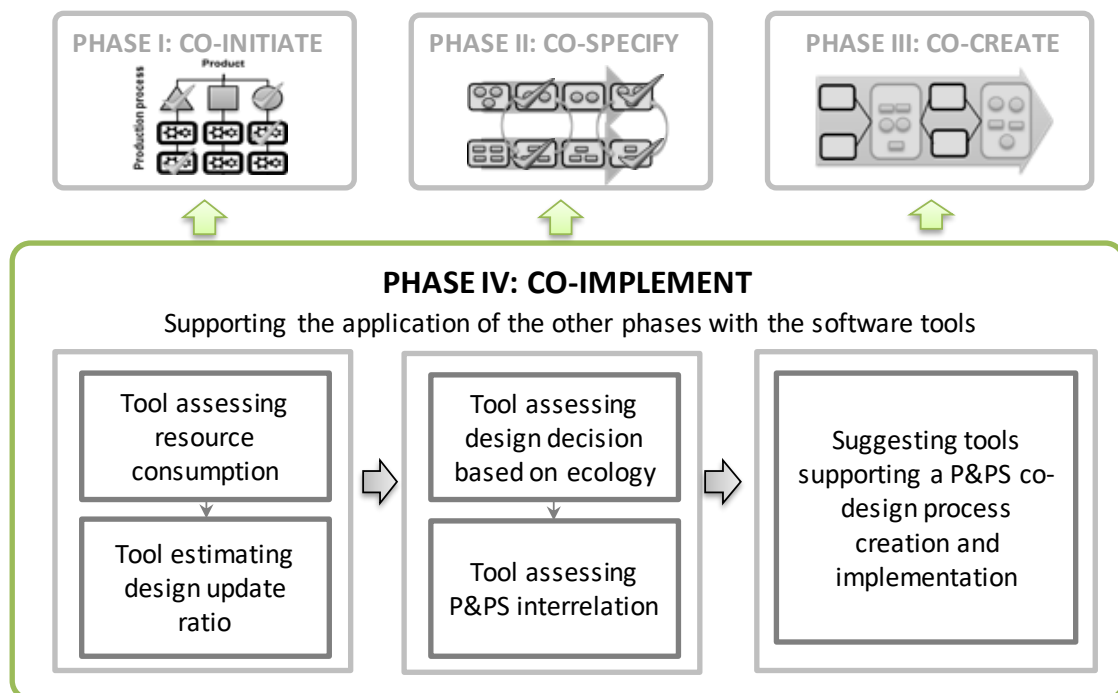 PHASE I: CO-INITIATE
Product
Production process
PHASE II: CO-SPECIFY
PHASE III: CO-CREATE
PHASE IV: CO-IMPLEMENT
Supporting the application of the other phases with the software tools
Tool assessing
resource
consumption
Tool estimating
design update
ratio
Tool assessing
design decision
based on ecology
Tool assessing
P&PS interrelation
Suggesting tools
supporting a P&PS co-
design process
creation and
implementation